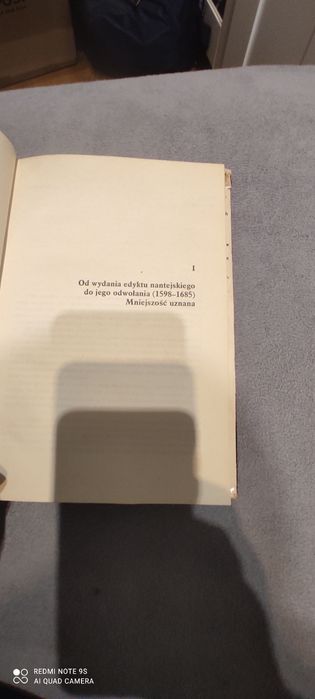 I
Od wydania edyktu nantejskiego
do jego odwołania (1598–1685)
Mniejszość uznana
REDMI NOTE 9S
AI QUAD CAMERA